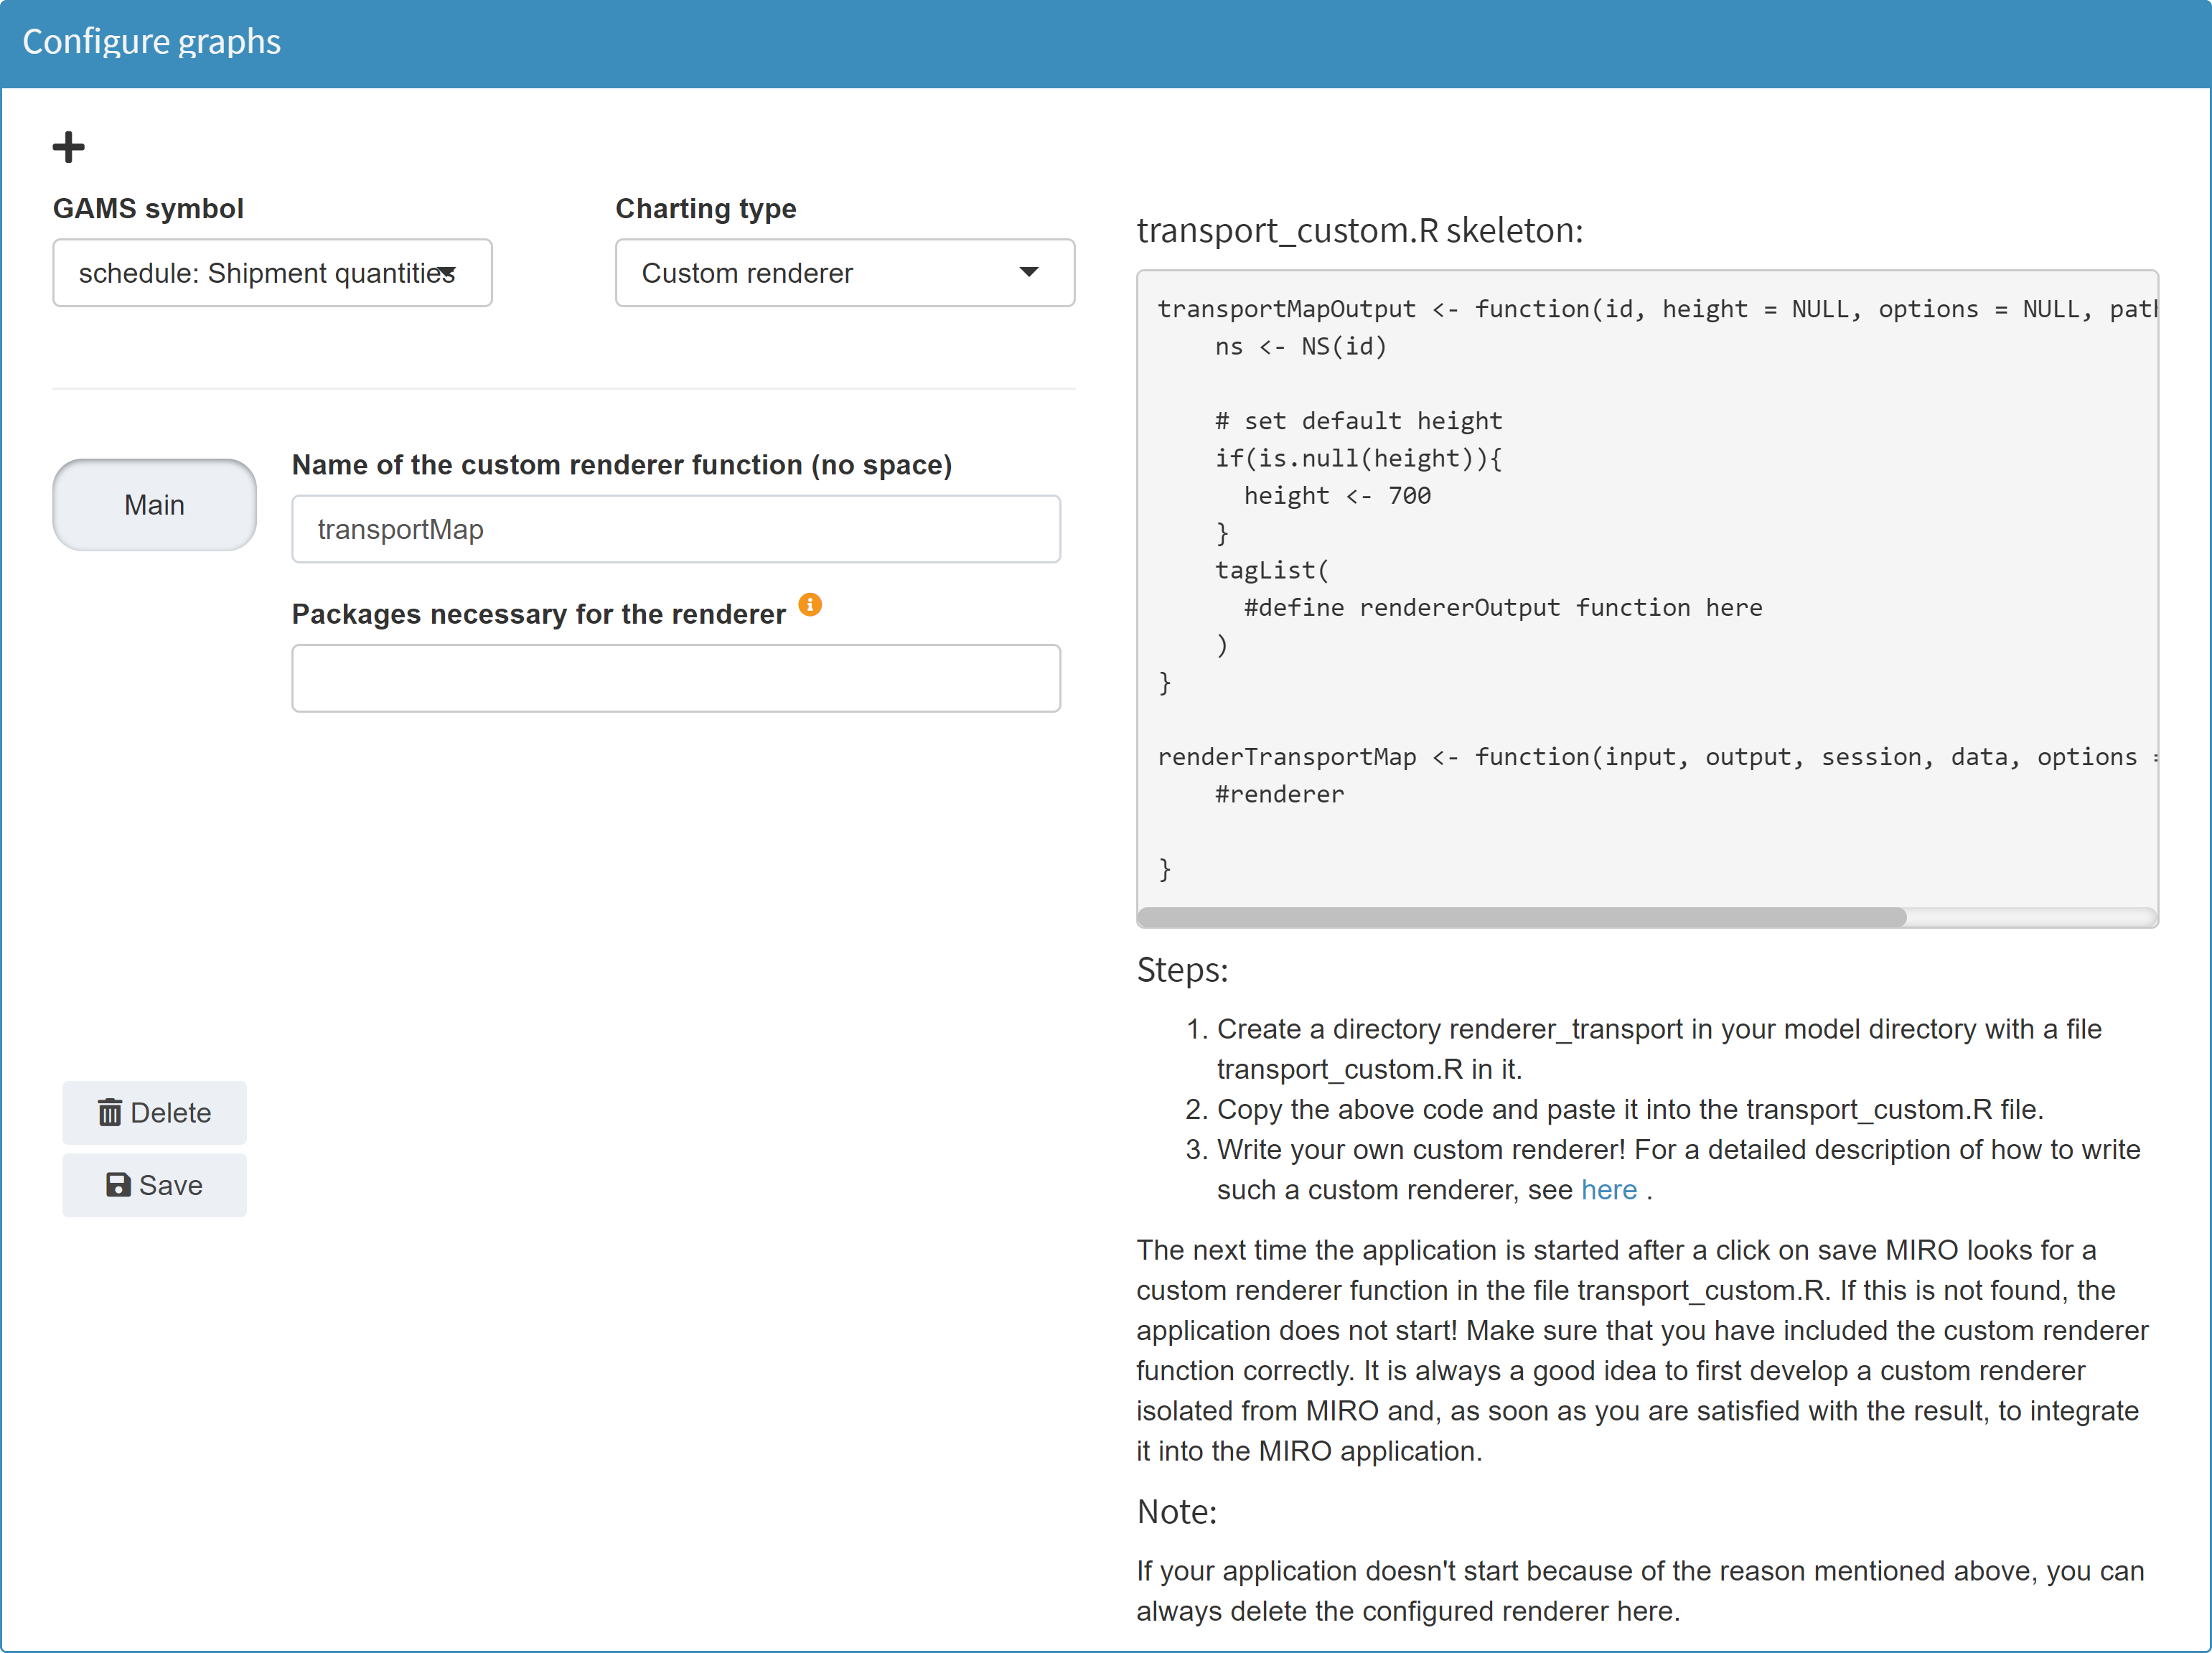 Configure graphs
GAMS symbol
schedule: Shipment quantities
Charting type
Custom renderer
Main
Name of the custom renderer function (no space)
transportMap
Packages necessary for the renderer
Delete
Save
transport_custom.R skeleton:
transportMapOutput <- function(id, height = NULL, options = NULL, path
    ns <- NS(id)
    # set default height
    if(is.null(height)){
      height <- 700
    }
    tagList(
      #define rendererOutput function here
    )
}
renderTransportMap <- function(input, output, session, data, options =
    #renderer
}
Steps:
1. Create a directory renderer_transport in your model directory with a file
transport_custom.R in it.
2. Copy the above code and paste it into the transport_custom.R file.
3. Write your own custom renderer! For a detailed description of how to write
such a custom renderer, see here .
The next time the application is started after a click on save MIRO looks for a
custom renderer function in the file transport_custom.R. If this is not found, the
application does not start! Make sure that you have included the custom renderer
function correctly. It is always a good idea to first develop a custom renderer
isolated from MIRO and, as soon as you are satisfied with the result, to integrate
it into the MIRO application.
Note:
If your application doesn't start because of the reason mentioned above, you can
always delete the configured renderer here.